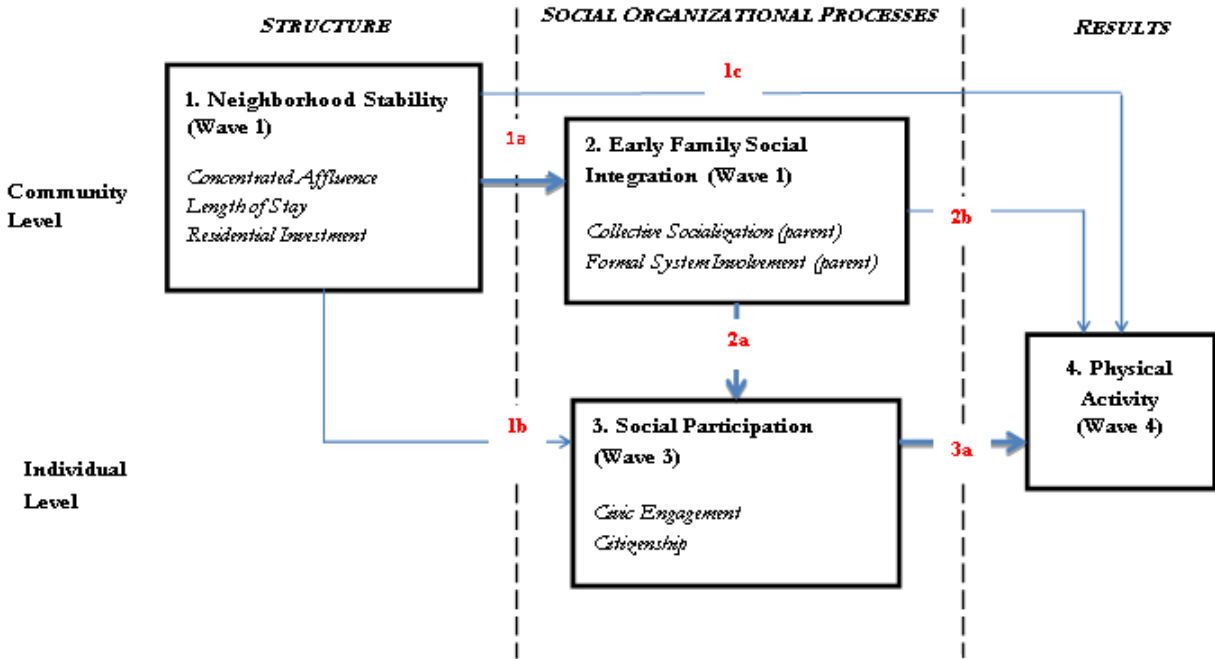 STRUCTURE
SOCIAL ORGANIZATIONAL PROCESSES
RESULTS
1c
1. Neighborhood Stability
(Wave 1)
Concentrated Affluence
Length of Stay
Residential Investment
1a
2. Early Family Social
Integration (Wave 1)
Collective Socialization (parent)
Formal System Involvement (parent)
Community
Level
2b
2a
4. Physical
Activity
(Wave 4)
1b
3. Social Participation
(Wave 3)
Civic Engagement
Citizenship
3a
Individual
Level